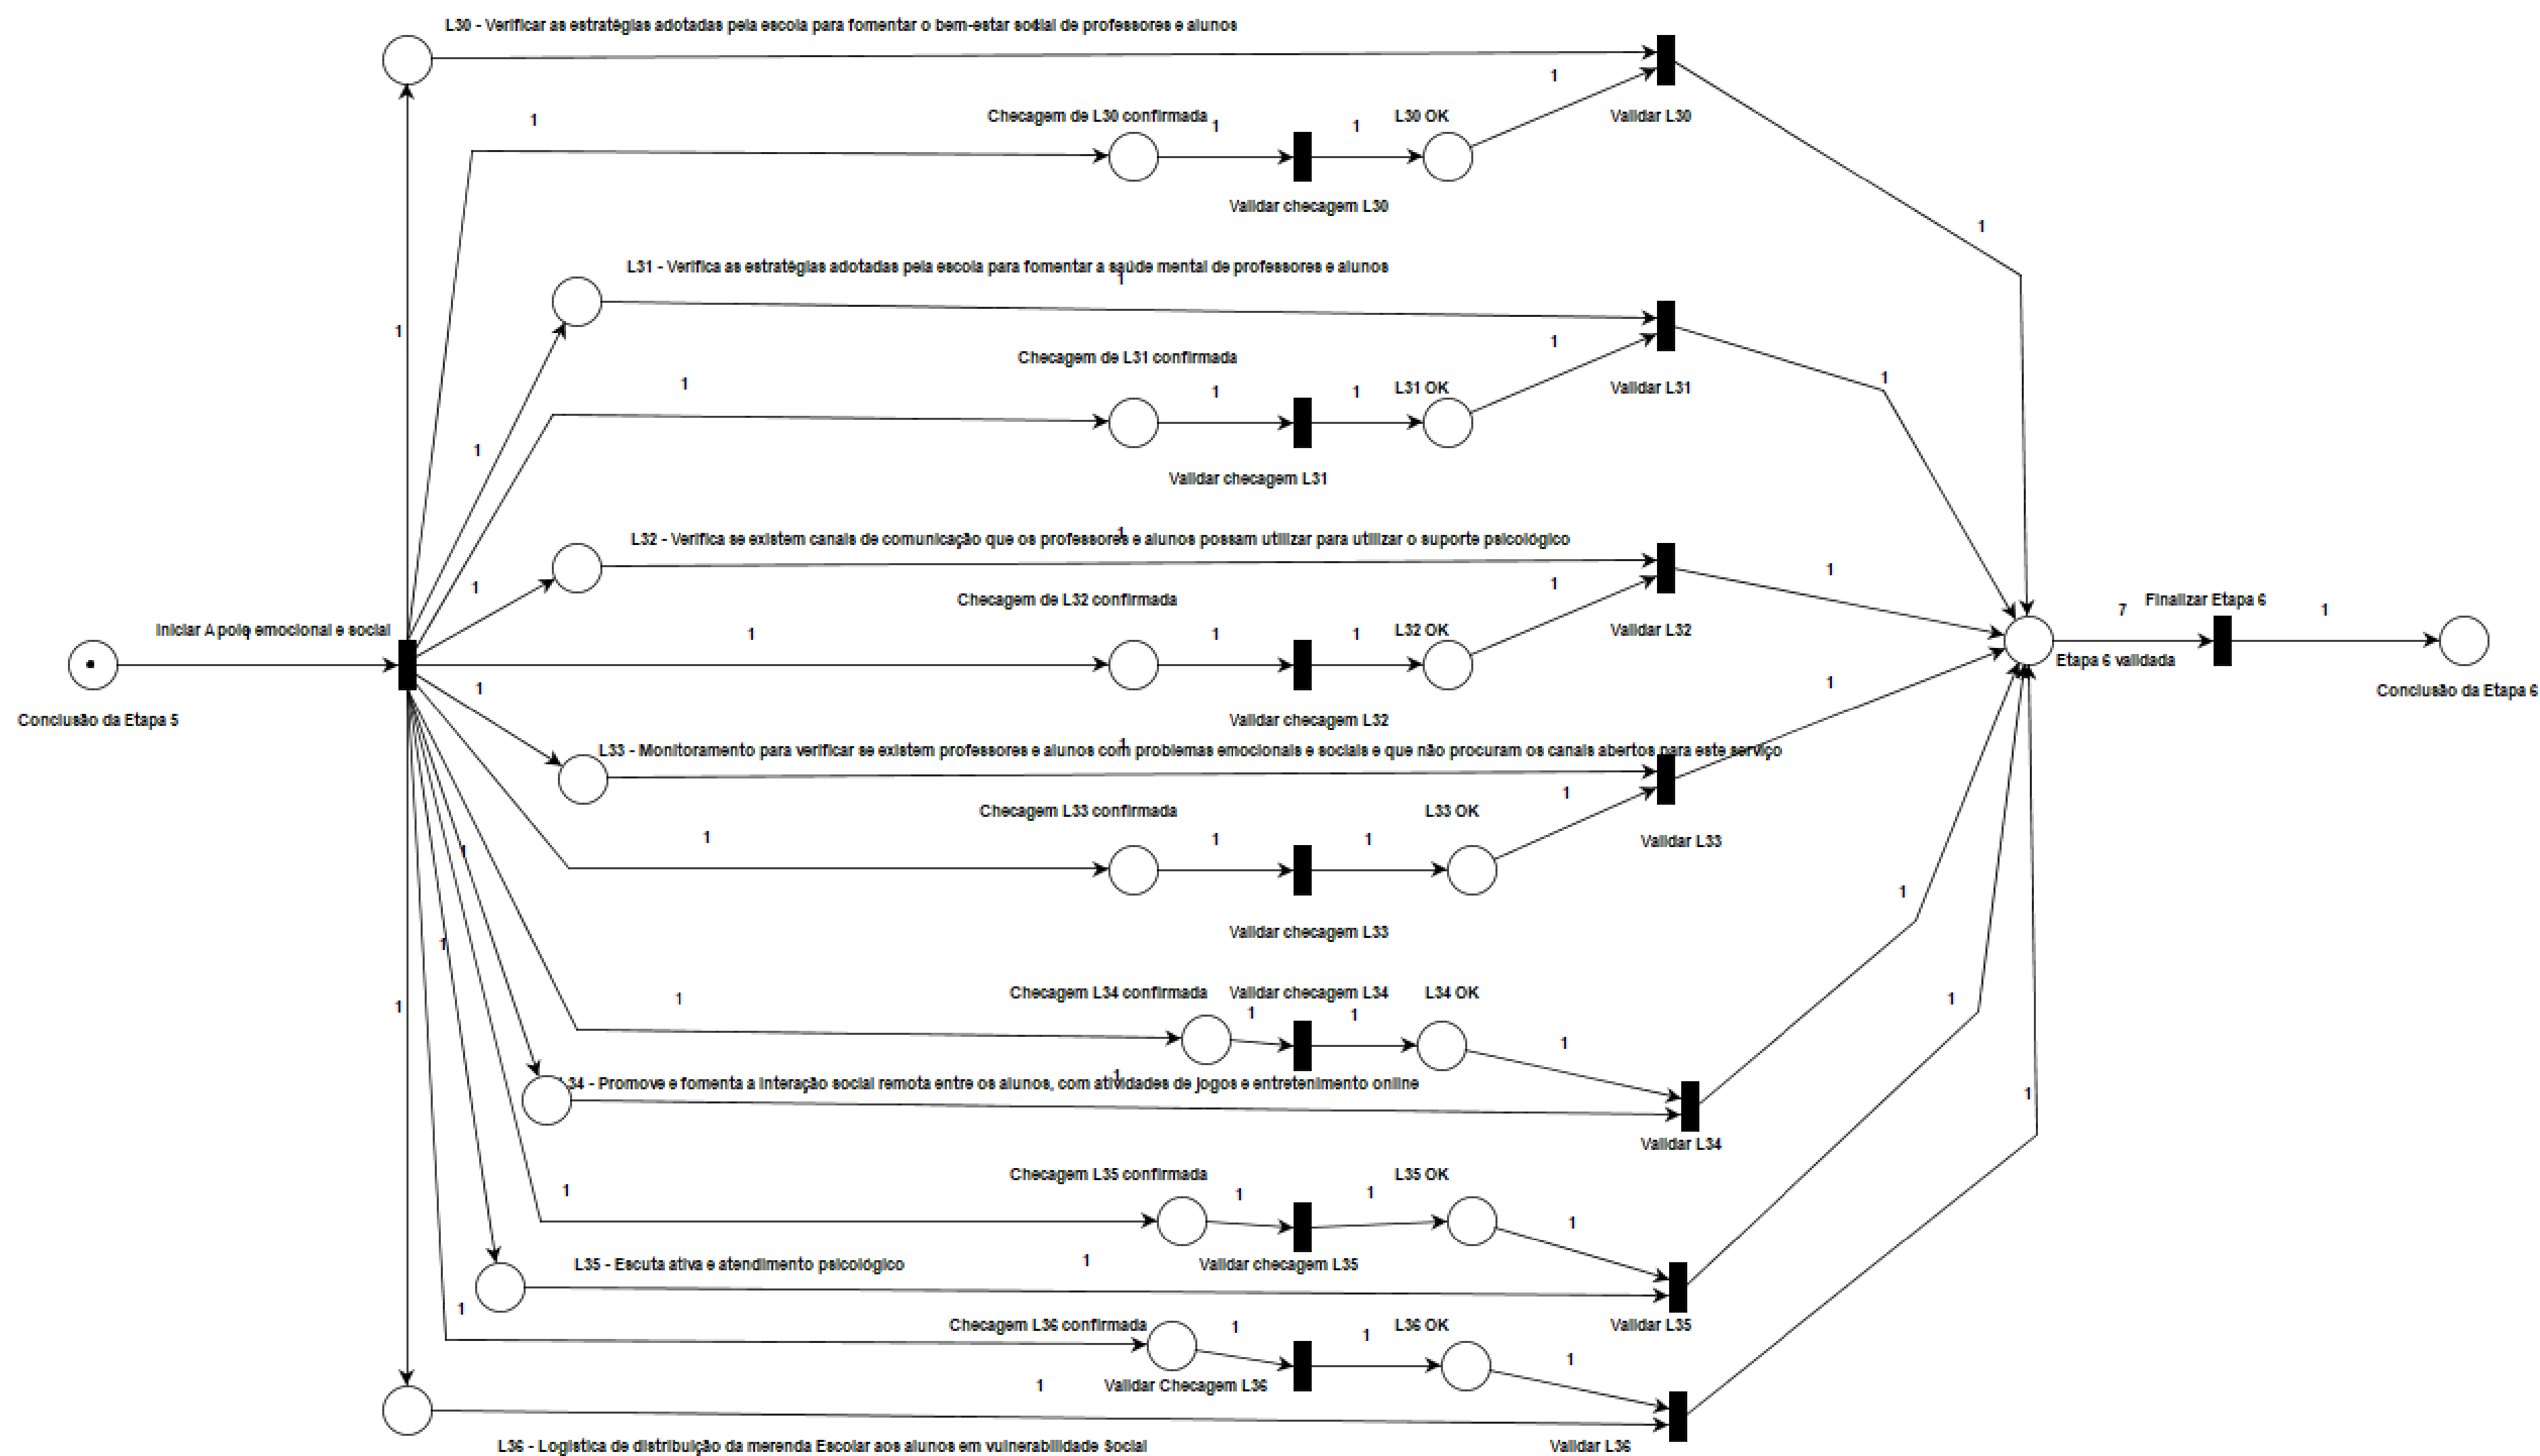 L30 - Verificar as estratégias adotadas pela escola para fomentar o bem-estar social de professores e alunos
1
1
Checagem de L30 confirmada
1
1
L30 OK
Validar L30
Validar checagem L30
1
L31 - Verifica as estratégias adotadas pela escola para fomentar a saúde mental de professores e alunos
1
1
1
Checagem de L31 confirmada
1
1
1
1
L31 OK
Validar L31
1
Validar checagem L31
1
L32 - Verifica se existem canais de comunicação que os professores e alunos possam utilizar para utilizar o suporte psicológico
1
1
1
Checagem de L32 confirmada
7
Finalizar Etapa 6
1
Iniciar Apoio emocional e social
1
1
1
L32 OK
Validar L32
Etapa 6 validada
1
1
Conclusão da Etapa 6
Conclusão da Etapa 5
Validar checagem L32
1
L33 - Monitoramento para verificar se existem professores e alunos com problemas emocionais e sociais e que não procuram os canais abertos para este serviço
1
Checagem L33 confirmada
L33 OK
1
1
1
Validar L33
1
1
Validar checagem L33
1
Checagem L34 confirmada
Validar checagem L34
L34 OK
1
1
1
1
1
1
1
L34 - Promove e fomenta a interação social remota entre os alunos, com atividades de jogos e entretenimento online
1
Validar L34
Checagem L35 confirmada
L35 OK
1
1
1
1
L35 - Escuta ativa e atendimento psicológico
1
Validar checagem L35
1
Checagem L36 confirmada
1
1
L36 OK
Validar L35
1
1
Validar Checagem L36
L36 - Logística de distribuição da merenda Escolar aos alunos em vulnerabilidade Social
Validar L36